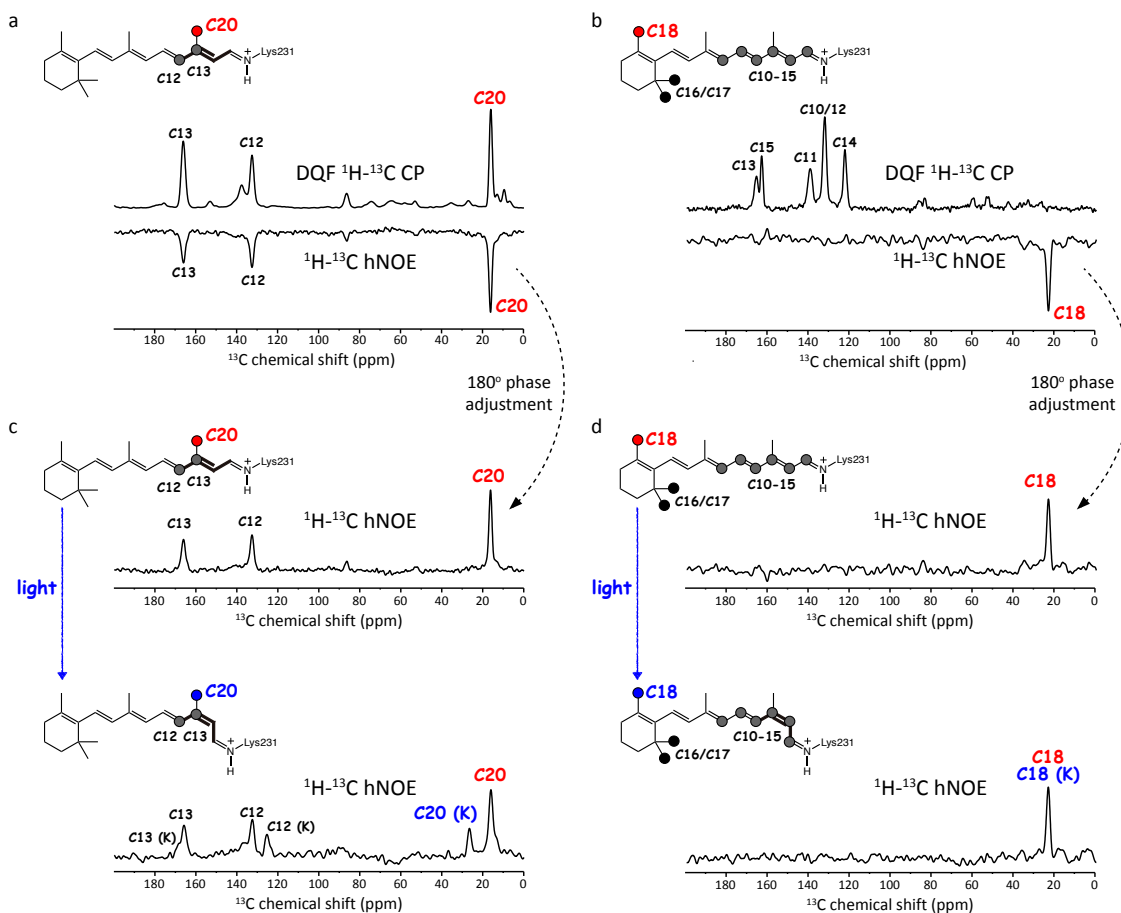 a
C20
Lys231
N
+
H
C12
C13
C13
C12
C20
DQF ¹H-¹³C CP
¹H-¹³C hNOE
C13
C12
C20
180 160 140 120 100 80 60 40 20 0
¹³C chemical shift (ppm)
b
C18
Lys231
N
+
H
C16/C17
C10-15
C10/12
C15
C13
C11
C14
DQF ¹H-¹³C CP
¹H-¹³C hNOE
C18
180 160 140 120 100 80 60 40 20 0
¹³C chemical shift (ppm)
180° phase
adjustment
180° phase
adjustment
c
C20
Lys231
N
+
H
C12
C13
C20
¹H-¹³C hNOE
C13
C12
light
180 160 140 120 100 80 60 40 20 0
¹³C chemical shift (ppm)
C20
C12
C13
Lys231
N
+
H
¹H-¹³C hNOE
C20
C20 (K)
C13
C12
C13 (K)
C12 (K)
180 160 140 120 100 80 60 40 20 0
¹³C chemical shift (ppm)
d
C18
Lys231
N
+
H
C16/C17
C10-15
C18
¹H-¹³C hNOE
light
180 160 140 120 100 80 60 40 20 0
¹³C chemical shift (ppm)
C18
C16/C17
C10-15
Lys231
N
+
H
¹H-¹³C hNOE
C18
C18 (K)
180 160 140 120 100 80 60 40 20 0
¹³C chemical shift (ppm)